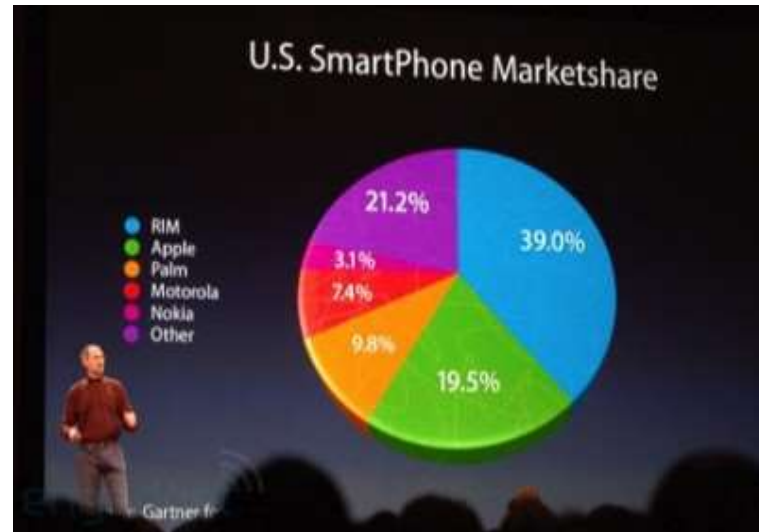 U.S. SmartPhone Marketshare
21.2%
39.0%
3.1%
7.4%
9.8%
19.5%
RIM
Apple
Palm
Motorola
Nokia
Other
Gartner